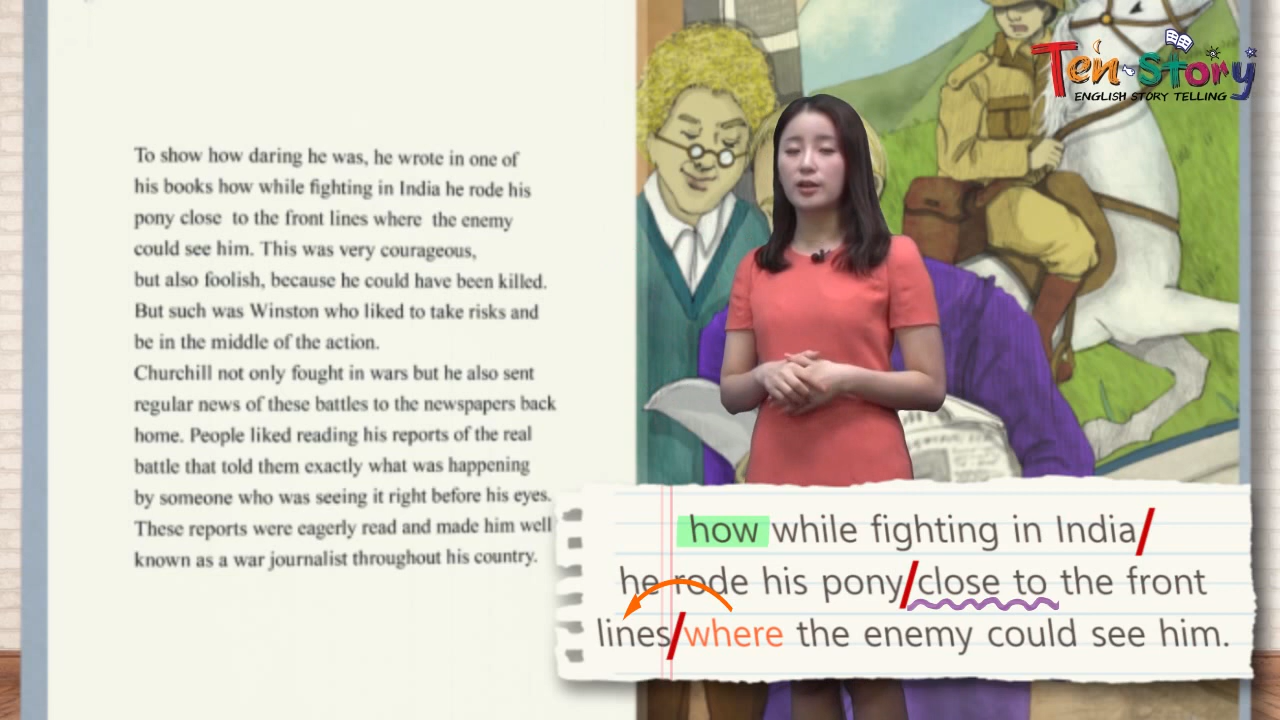 Ten Story
ENGLISH STORY TELLING
To show how daring he was, he wrote in one of
his books how while fighting in India he rode his
pony close to the front lines where the enemy
could see him. This was very courageous,
but also foolish, because he could have been killed.
But such was Winston who liked to take risks and
be in the middle of the action.
Churchill not only fought in wars but he also sent
regular news of these battles to the newspapers back
home. People liked reading his reports of the real
battle that told them exactly what was happening
by someone who was seeing it right before his eyes.
These reports were eagerly read and made him well
known as a war journalist throughout his country.
how while fighting in India/
he rode his pony/close to the front
lines/where the enemy could see him.